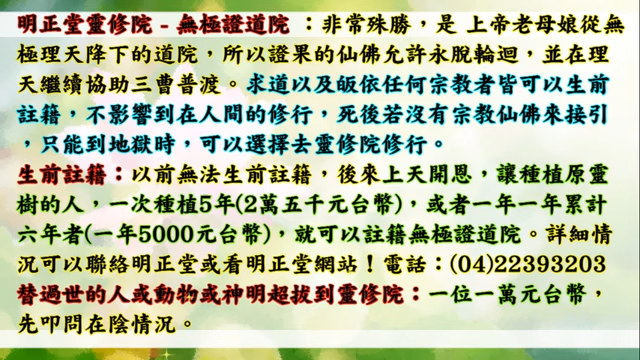 明正堂靈修院 - 無極證道院 ：非常殊勝，是 上帝老母娘從無
極理天降下的道院，所以證果的仙佛允許永脫輪迴，並在理
天繼續協助三曹普渡。求道以及皈依任何宗教者皆可以生前
註籍，不影響到在人間的修行，死後若沒有宗教仙佛來接引
，只能到地獄時，可以選擇去靈修院修行。
生前註籍：以前無法生前註籍，後來上天開恩，讓種植原靈
樹的人，一次種植5年(2萬五千元台幣)，或者一年一年累計
六年者(一年5000元台幣)，就可以註籍無極證道院。詳細情
況可以聯絡明正堂或看明正堂網站！電話：(04)22393203
替過世的人或動物或神明超拔到靈修院：一位一萬元台幣，
先叩問在陰情況。